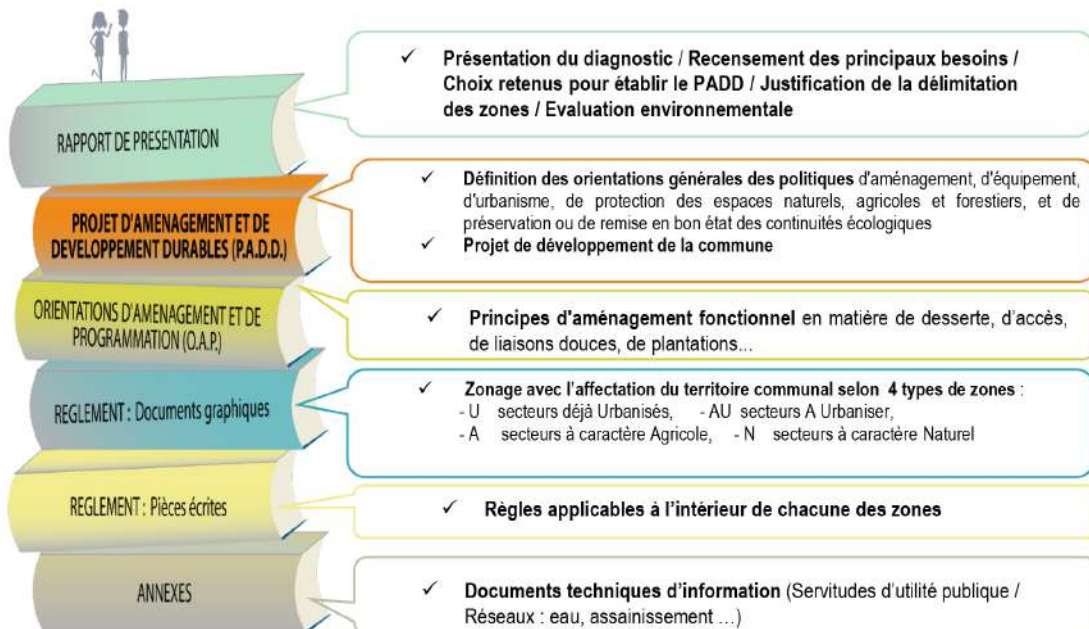 ✓ Présentation du diagnostic / Recensement des principaux besoins /
Choix retenus pour établir le PADD / Justification de la délimitation
des zones / Evaluation environnementale
RAPPORT DE PRESENTATION
✓ Définition des orientations générales des politiques d'aménagement, d'équipement,
d'urbanisme, de protection des espaces naturels, agricoles et forestiers, et de
préservation ou de remise en bon état des continuités écologiques
✓ Projet de développement de la commune
PROJET D'AMENAGEMENT ET DE
DEVELOPPEMENT DURABLES (P.A.D.D.)
ORIENTATIONS D'AMENAGEMENT ET DE
PROGRAMMATION (O.A.P.)
✓ Principes d'aménagement fonctionnel en matière de desserte, d'accès,
de liaisons douces, de plantations...
REGLEMENT : Documents graphiques
✓ Zonage avec l'affectation du territoire communal selon 4 types de zones :
- U secteurs déjà Urbanisés, - AU secteurs A Urbaniser,
- A secteurs à caractère Agricole, - N secteurs à caractère Naturel
REGLEMENT : Pièces écrites
✓ Règles applicables à l'intérieur de chacune des zones
ANNEXES
✓ Documents techniques d'information (Servitudes d'utilité publique /
Réseaux : eau, assainissement ...)